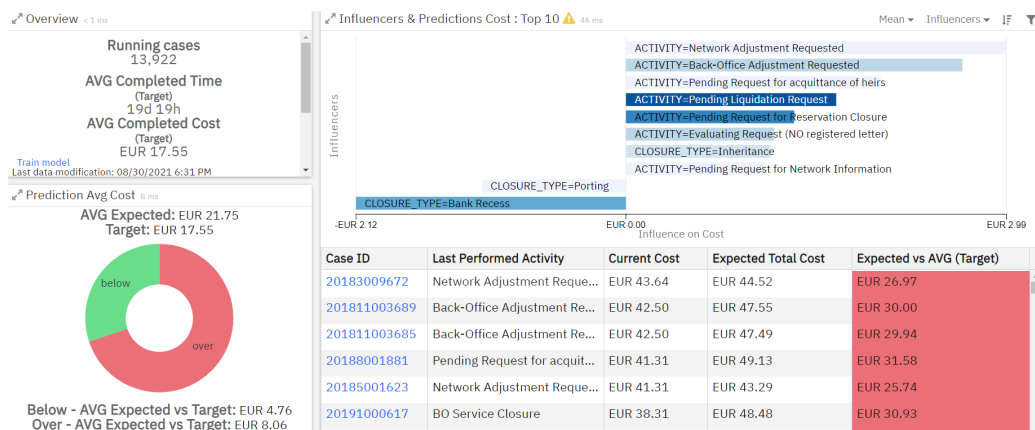 Overview < 1 ms
Running cases
13,922
AVG Completed Time
(Target)
19d 19h
AVG Completed Cost
(Target)
EUR 17.55
Train model
Last data modification: 08/30/2021 6:31 PM
Prediction Avg Cost 8 ms
AVG Expected: EUR 21.75
Target: EUR 17.55
below
over
Below - AVG Expected vs Target: EUR 4.76
Over - AVG Expected vs Target: EUR 8.06
Influencers & Predictions Cost : Top 10 46 ms
Mean Influencers
Influencers
ACTIVITY=Network Adjustment Requested
ACTIVITY=Back-Office Adjustment Requested
ACTIVITY=Pending Request for acquittance of heirs
ACTIVITY=Pending Liquidation Request
ACTIVITY=Pending Request for Reservation Closure
ACTIVITY=Evaluating Request (NO registered letter)
CLOSURE_TYPE=Inheritance
ACTIVITY=Pending Request for Network Information
CLOSURE_TYPE=Porting
CLOSURE_TYPE=Bank Recess
-EUR 2.12 EUR 0.00 EUR 2.99
Influence on Cost
Case ID Last Performed Activity Current Cost Expected Total Cost Expected vs AVG (Target)
20183009672 Network Adjustment Reque... EUR 43.64 EUR 44.52 EUR 26.97
201811003689 Back-Office Adjustment Re... EUR 42.50 EUR 47.55 EUR 30.00
201811003685 Back-Office Adjustment Re... EUR 42.50 EUR 47.49 EUR 29.94
20188001881 Pending Request for acquit... EUR 41.31 EUR 49.13 EUR 31.58
20185001623 Network Adjustment Reque... EUR 41.31 EUR 43.29 EUR 25.74
20191000617 BO Service Closure EUR 38.31 EUR 48.48 EUR 30.93